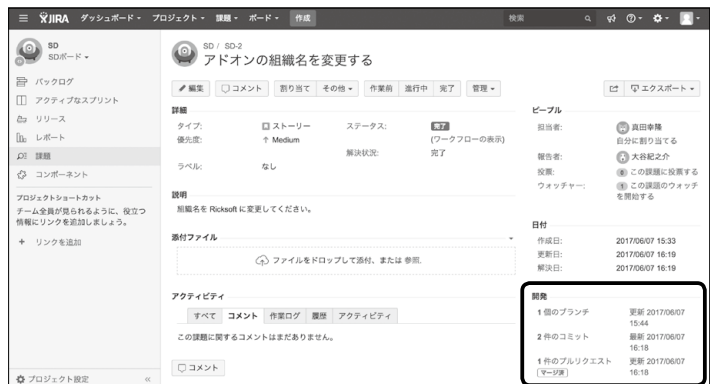 JIRA ダッシュボード プロジェクト 課題 ボード 作成 検索
SD
SDボード
バックログ
アクティブなスプリント
リリース
レポート
課題
コンポーネント
プロジェクトショートカット
チーム全員が見られるように、役立つ
情報にリンクを追加しましょう。
+ リンクを追加
プロジェクト設定 «
SD / SD-2
アドオンの組織名を変更する
編集 コメント 割り当て その他 作業前 進行中 完了 管理 エクスポート
詳細
タイプ: ストーリー ステータス: 完了
優先度: ↑ Medium (ワークフローの表示)
解決状況: 完了
ラベル: なし
説明
組織名を Ricksoft に変更してください。
添付ファイル
ファイルをドロップして添付、または 参照.
アクティビティ
すべて コメント 作業ログ 履歴 アクティビティ
この課題に関するコメントはまだありません。
コメント
ピープル
担当者: 真田幸隆
自分に割り当てる
報告者: 大谷紀之介
投票: 0 この課題に投票する
ウォッチャー: 1 この課題のウォッチ
を開始する
日付
作成日: 2017/06/07 15:33
更新日: 2017/06/07 16:19
解決日: 2017/06/07 16:19
開発
1 個のブランチ 更新 2017/06/07
15:44
2 件のコミット 最新 2017/06/07
16:18
1 件のプルリクエスト 更新 2017/06/07
マージ済 16:18